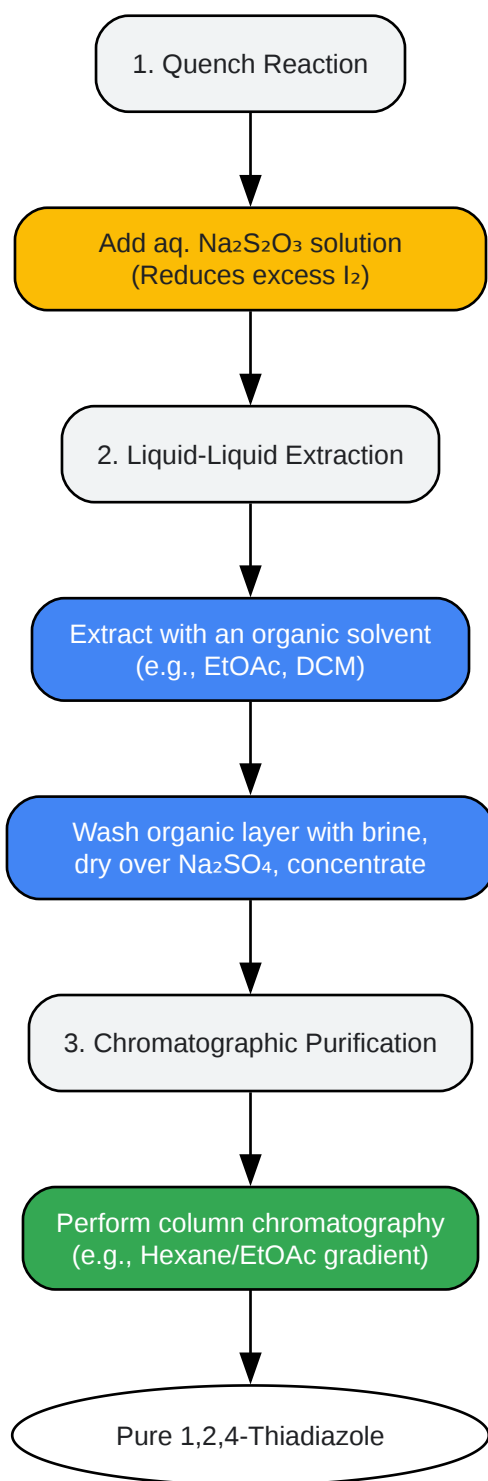 1. Quench Reaction
Add aq. Na₂S₂O₃ solution
(Reduces excess I₂)
2. Liquid-Liquid Extraction
Extract with an organic solvent
(e.g., EtOAc, DCM)
Wash organic layer with brine,
dry over Na₂SO₄, concentrate
3. Chromatographic Purification
Perform column chromatography
(e.g., Hexane/EtOAc gradient)
Pure 1,2,4-Thiadiazole